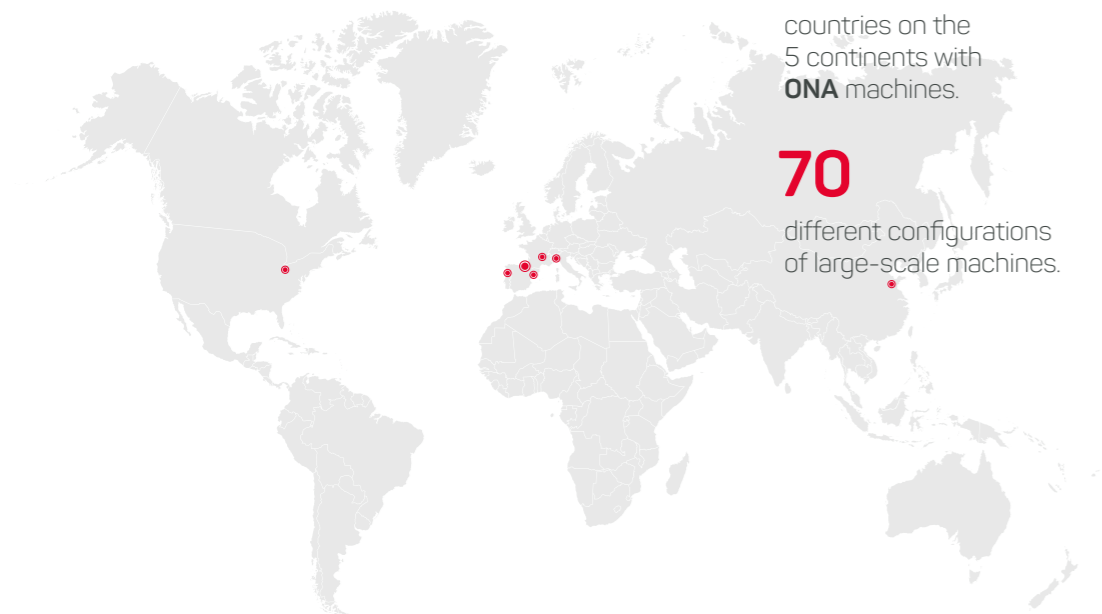 countries on the
5 continents with
ONA machines.
70
different configurations
of large-scale machines.